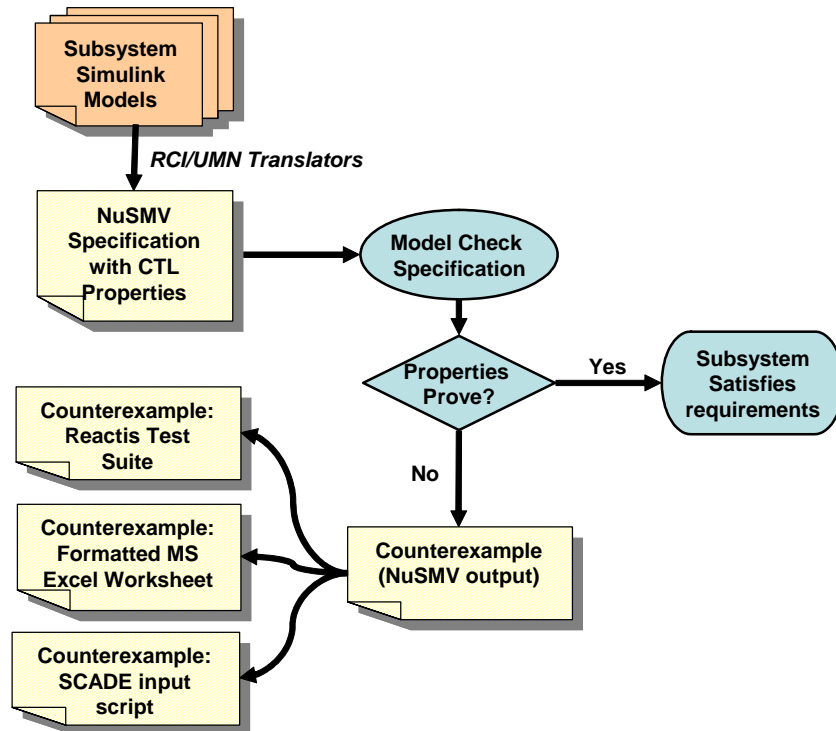 Subsystem
Simulink
Models
RCI/UMN Translators
NuSMV
Specification
with CTL
Properties
Model Check
Specification
Properties
Prove?
Yes
Subsystem
Satisfies
requirements
No
Counterexample
(NuSMV output)
Counterexample:
Reactis Test
Suite
Counterexample:
Formatted MS
Excel Worksheet
Counterexample:
SCADE input
script